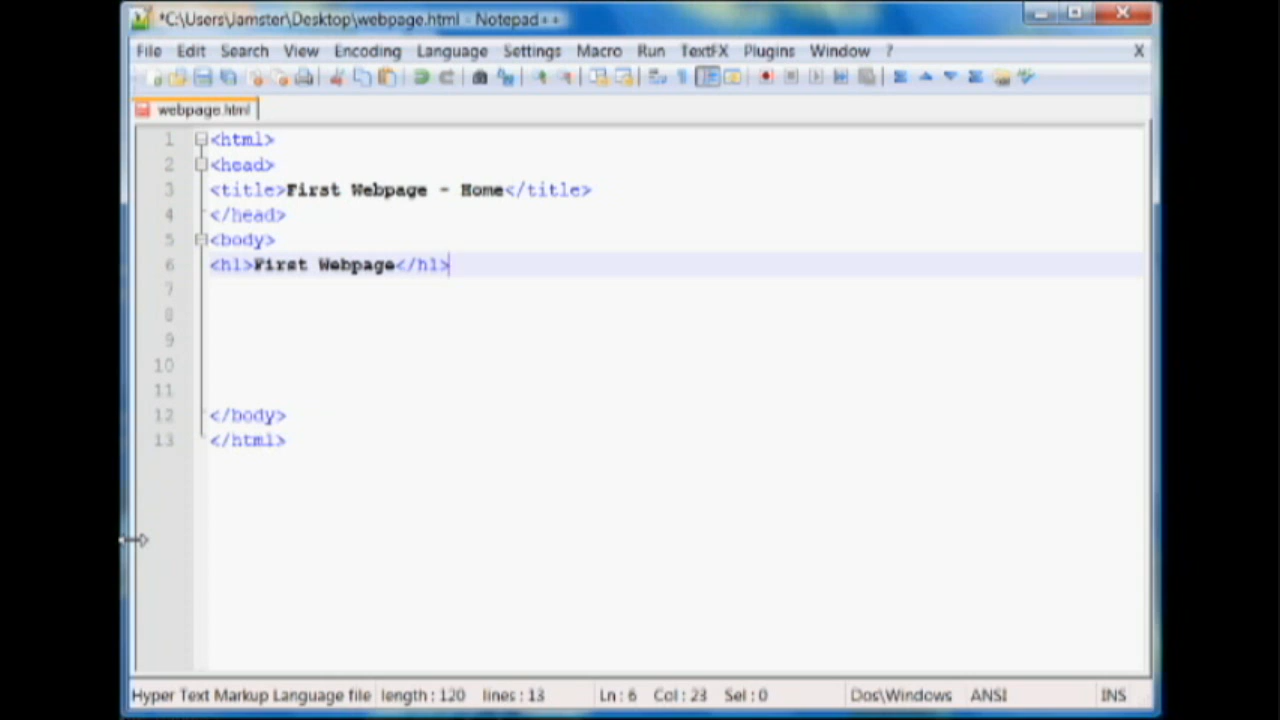 *C:\Users\Jamster\Desktop\webpage.html - Notepad++
File Edit Search View Encoding Language Settings Macro Run TextFX Plugins Window ? X
webpage.html
1 <html>
2 <head>
3 <title>First Webpage - Home</title>
4 </head>
5 <body>
6 <h1>First Webpage</h1>
7
8
9
10
11
12 </body>
13 </html>
Hyper Text Markup Language file length : 120 lines : 13 Ln : 6 Col : 23 Sel : 0 Dos\Windows ANSI INS